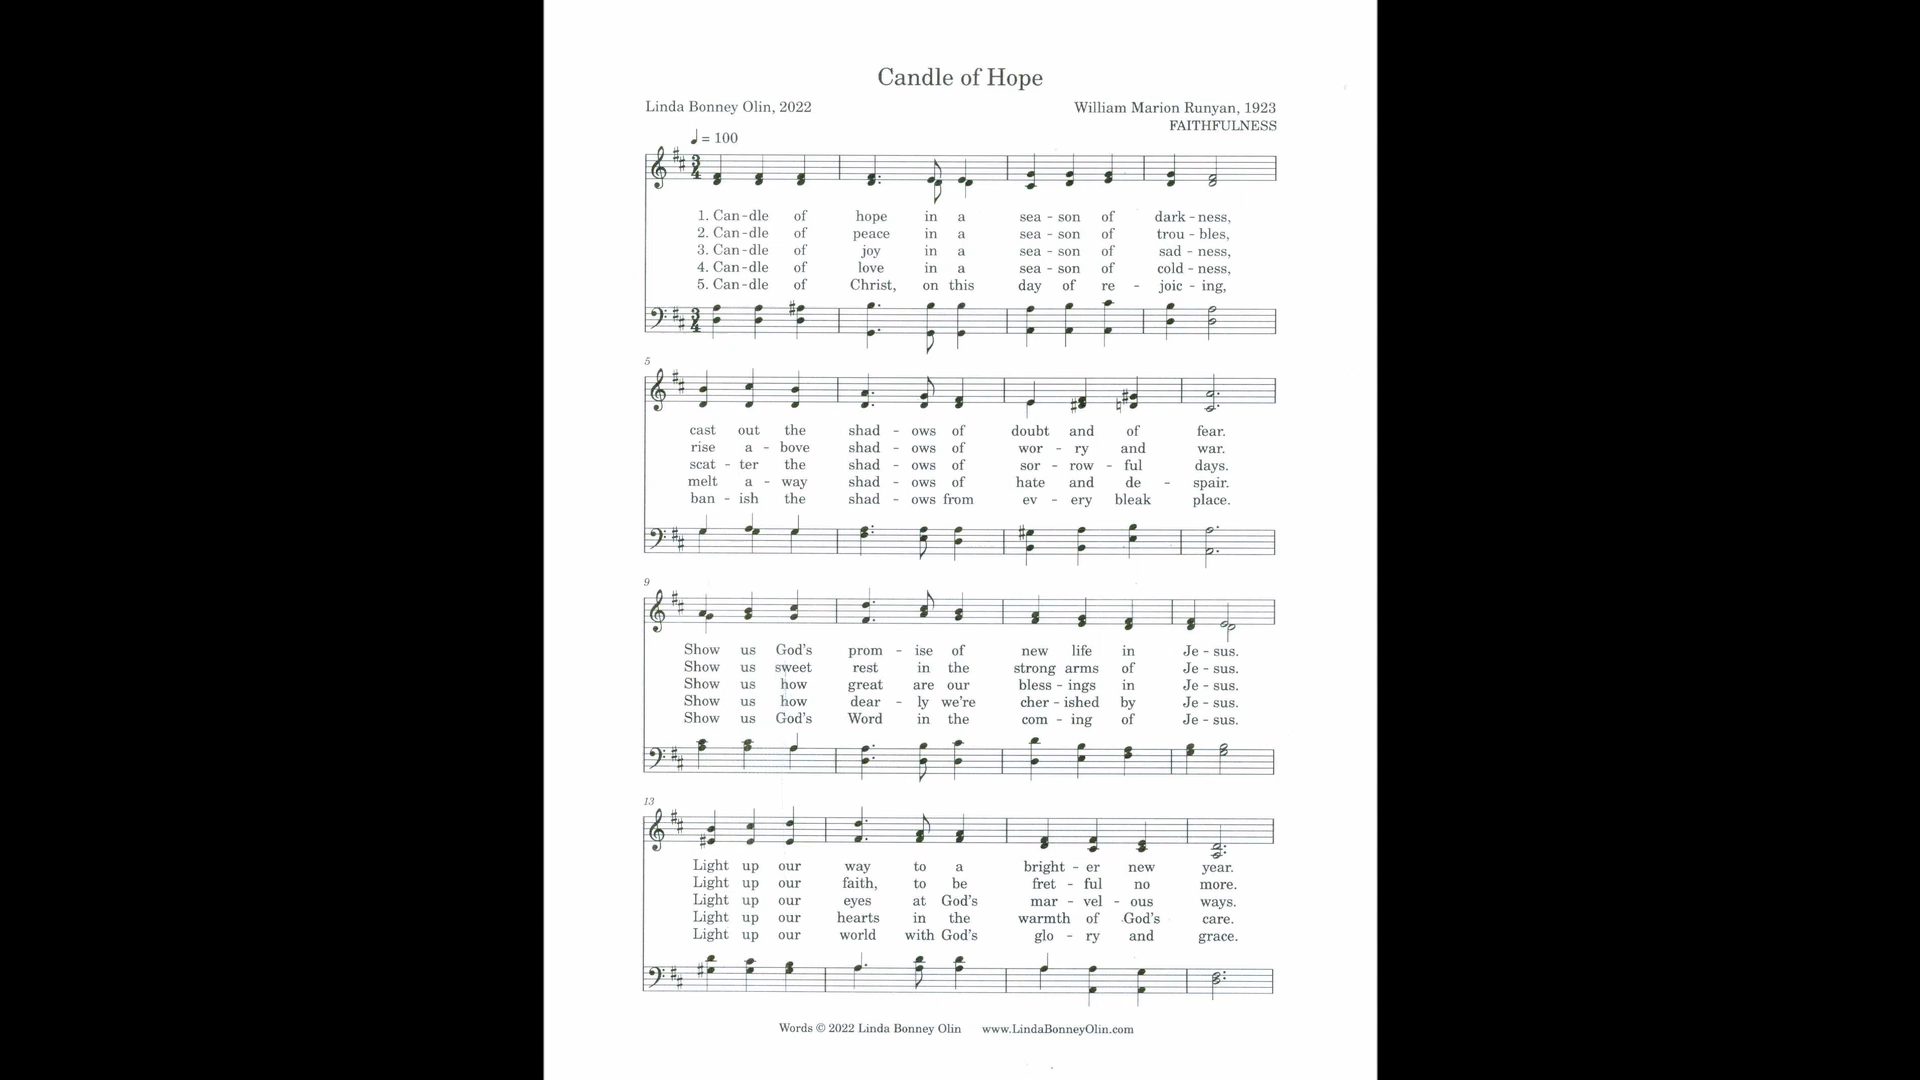 Candle of Hope
Linda Bonney Olin, 2022
William Marion Runyan, 1923
FAITHFULNESS
= 100
3
4
1. Can - dle of hope in a sea - son of dark - ness,
2. Can - dle of peace in a sea - son of trou - bles,
3. Can - dle of joy in a sea - son of sad - ness,
4. Can - dle of love in a sea - son of cold - ness,
5. Can - dle of Christ, on this day of re - joic - ing,
3
4
5
cast out the shad - ows of doubt and of fear.
rise a - bove shad - ows of wor - ry and war.
scat - ter the shad - ows of sor - row - ful days.
melt a - way shad - ows of hate and de - spair.
ban - ish the shad - ows from ev - ery bleak place.
9
Show us God's prom - ise of new life in Je - sus.
Show us sweet rest in the strong arms of Je - sus.
Show us how great are our bless - ings in Je - sus.
Show us how dear - ly we're cher - ished by Je - sus.
Show us God's Word in the com - ing of Je - sus.
13
Light up our way to a bright - er new year.
Light up our faith, to be fret - ful no more.
Light up our eyes at God's mar - vel - ous ways.
Light up our hearts in the warmth of God's care.
Light up our world with God's glo - ry and grace.
Words © 2022 Linda Bonney Olin www.LindaBonneyOlin.com